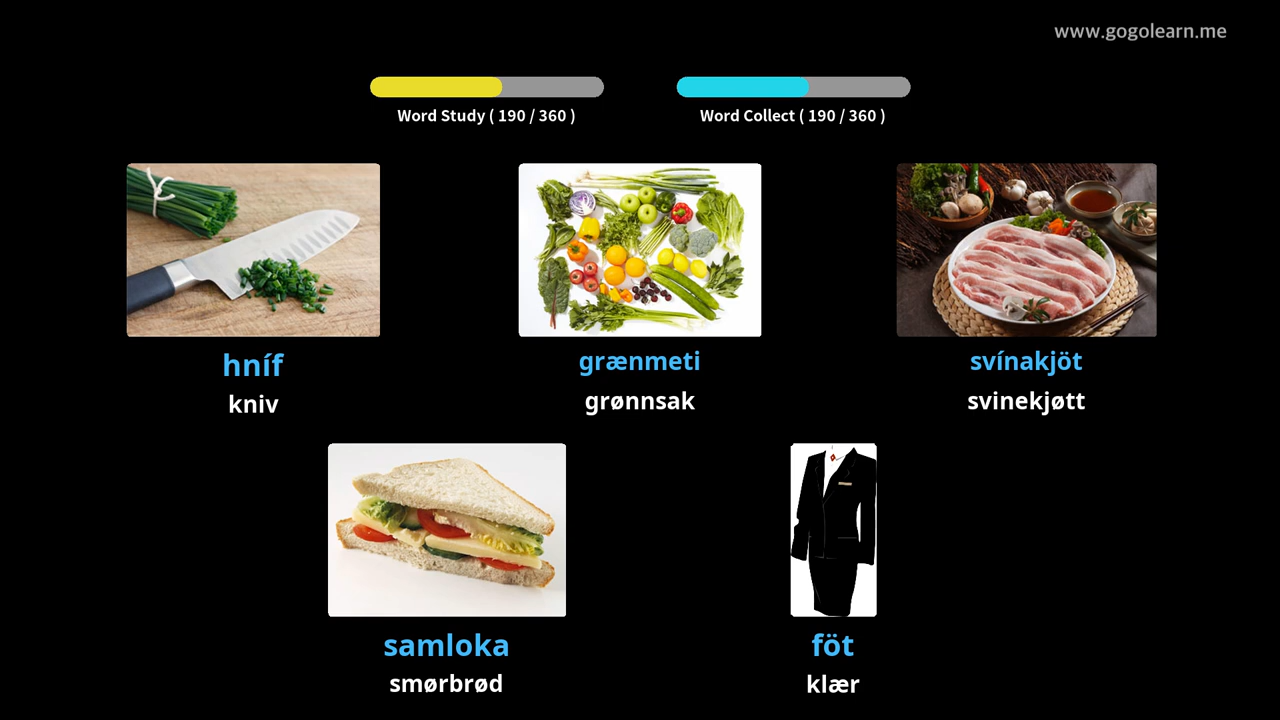 www.gogolearn.me
Word Study ( 190 / 360 )
Word Collect ( 190 / 360 )
hníf
kniv
grænmeti
grønnsak
svínakjöt
svinekjøtt
samloka
smørbrød
föt
klær